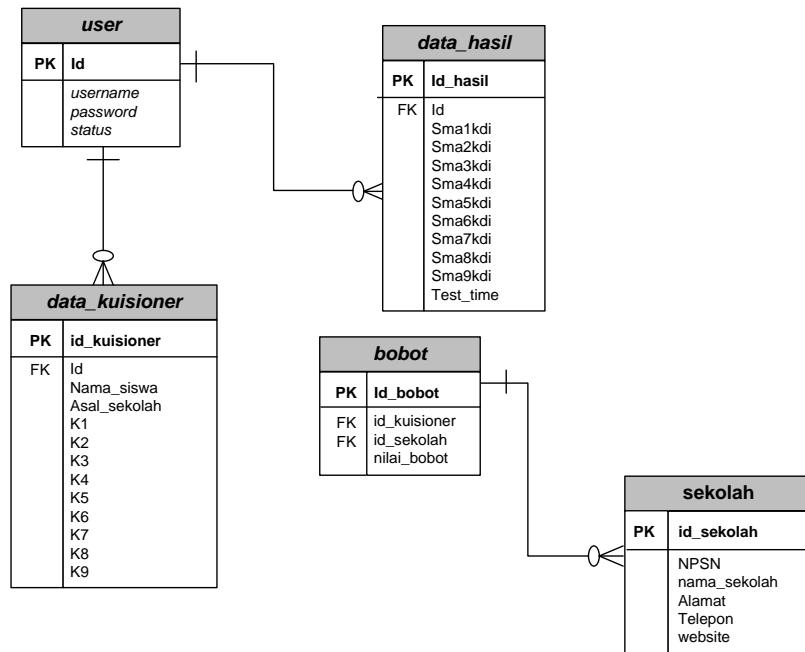 user
PK Id
username
password
status
data_hasil
PK Id_hasil
FK Id
Sma1kdi
Sma2kdi
Sma3kdi
Sma4kdi
Sma5kdi
Sma6kdi
Sma7kdi
Sma8kdi
Sma9kdi
Test_time
data_kuisioner
PK id_kuisioner
FK Id
Nama_siswa
Asal_sekolah
K1
K2
K3
K4
K5
K6
K7
K8
K9
bobot
PK Id_bobot
FK id_kuisioner
FK id_sekolah
nilai_bobot
sekolah
PK id_sekolah
NPSN
nama_sekolah
Alamat
Telepon
website